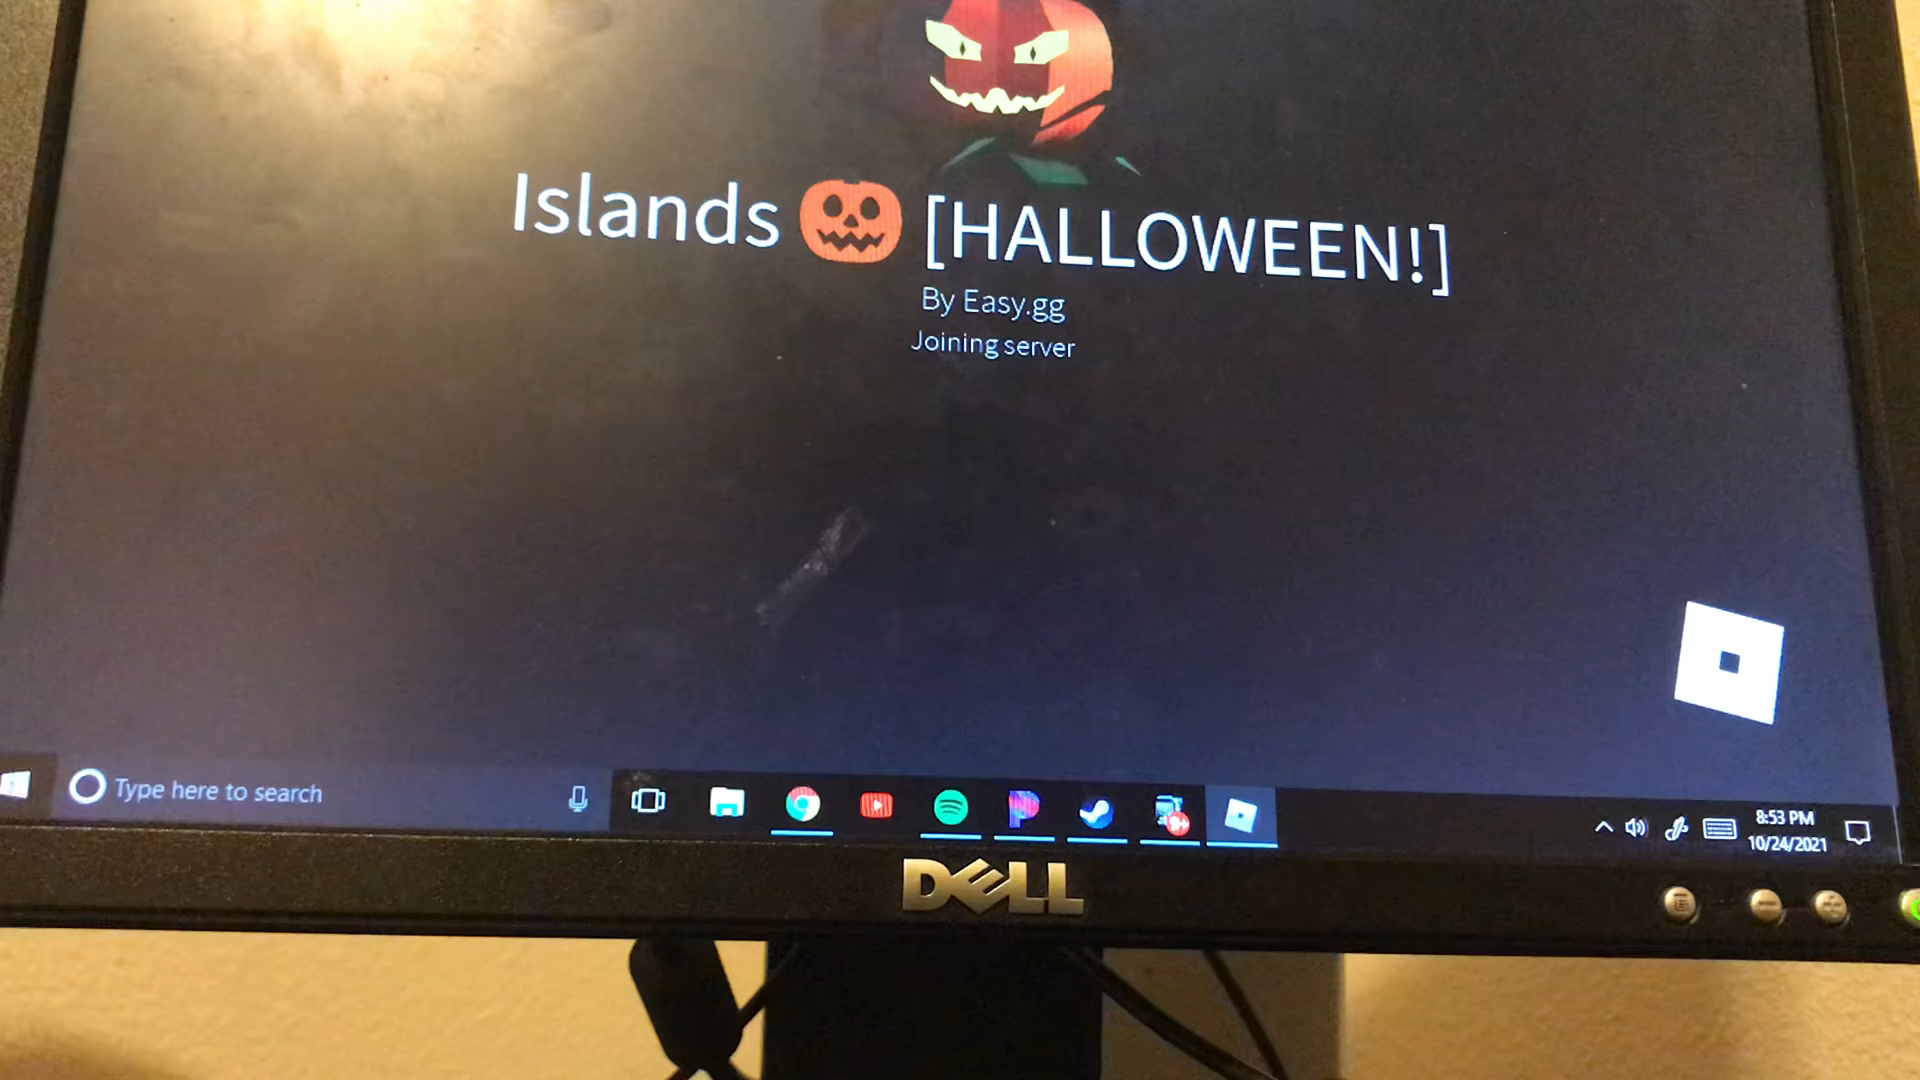 Islands 🎃 [HALLOWEEN!]
By Easy.gg
Joining server
Type here to search
8:53 PM
10/24/2021
DELL